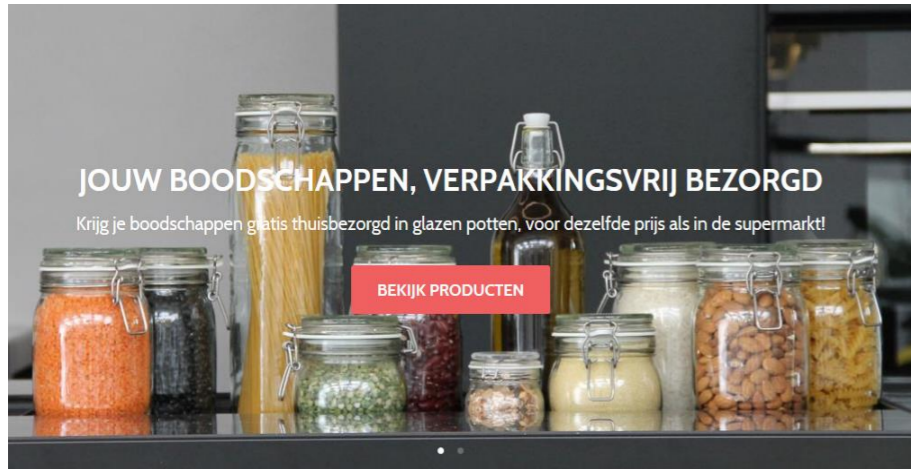 JOUW BOODSCHAPPEN, VERPAKKINGSVRIJ BEZORGD
Krijg je boodschappen gratis thuisbezorgd in glazen potten, voor dezelfde prijs als in de supermarkt!
BEKIJK PRODUCTEN